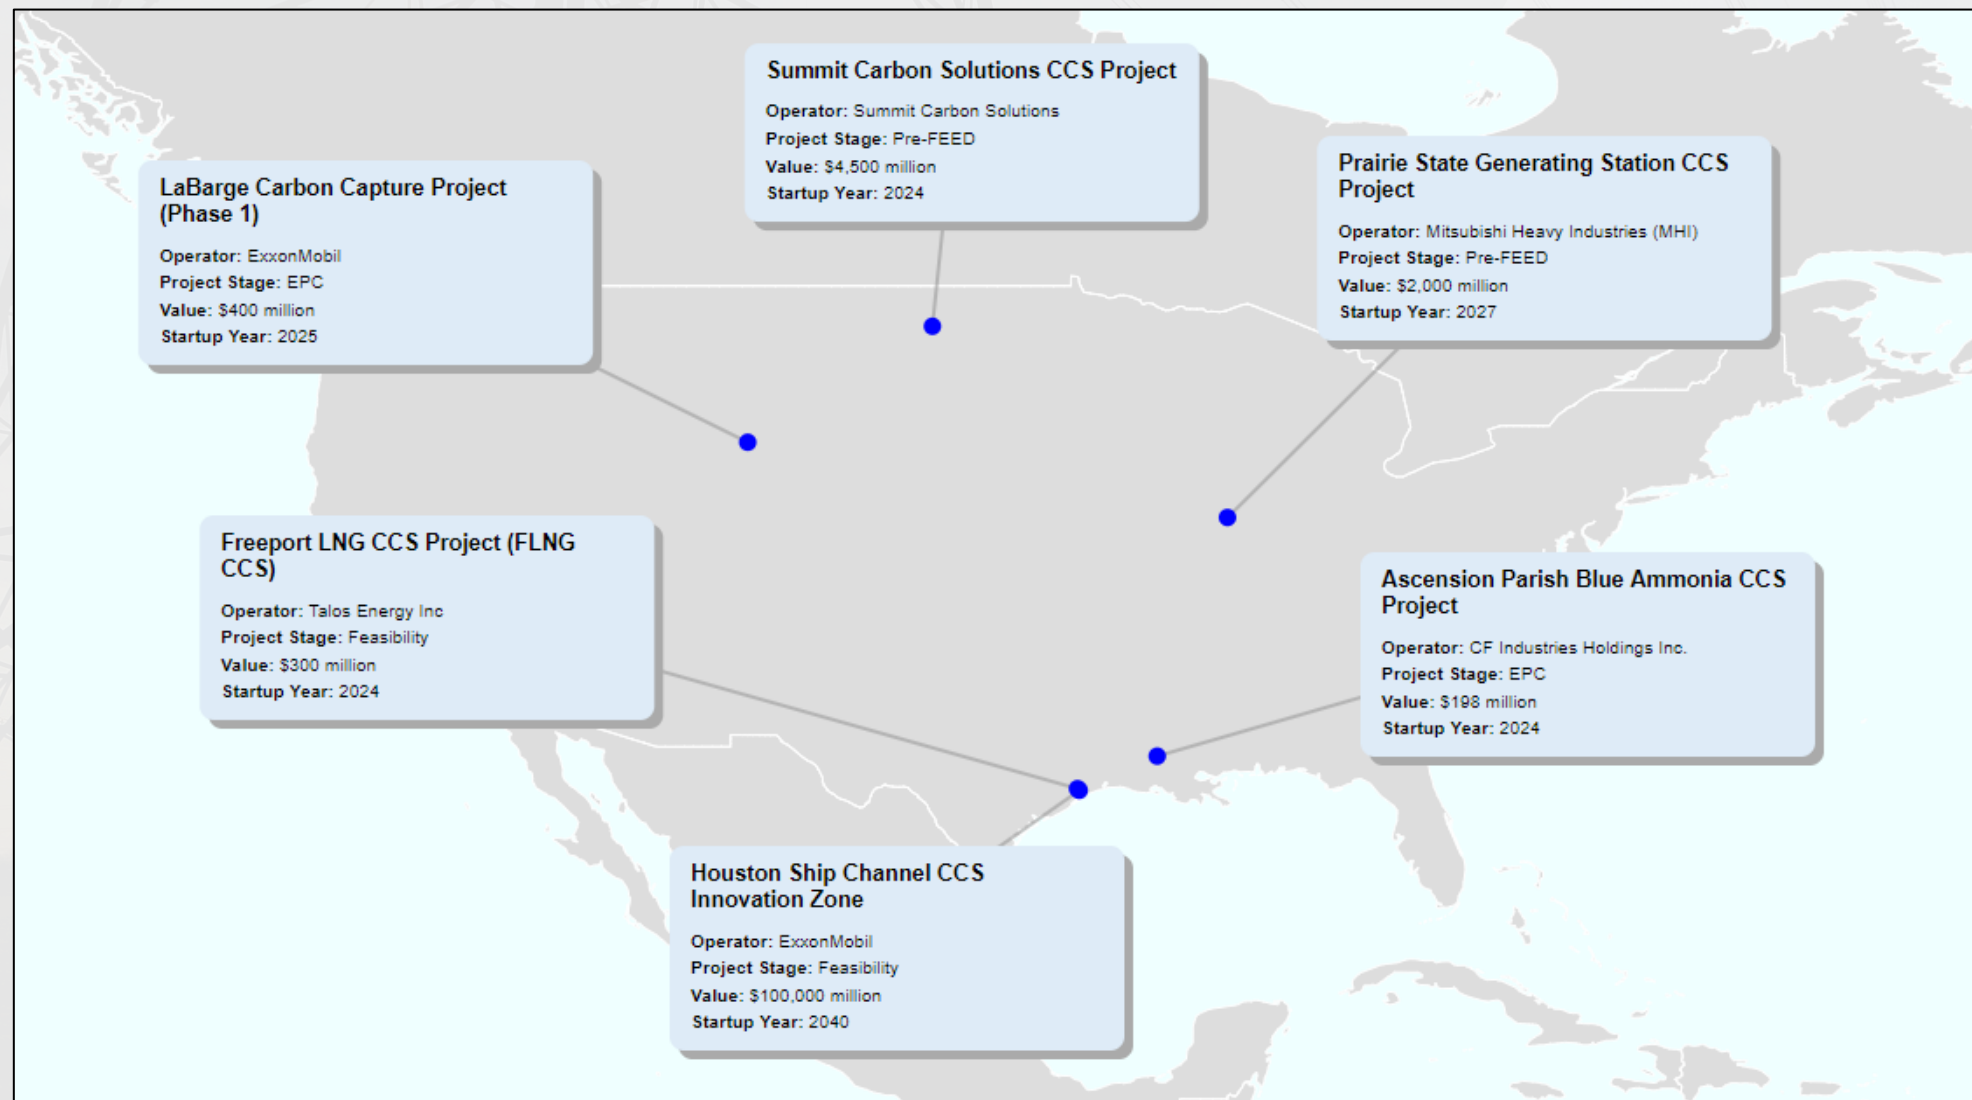 Summit Carbon Solutions CCS Project
Operator: Summit Carbon Solutions
Project Stage: Pre-FEED
Value: $4,500 million
Startup Year: 2024
LaBarge Carbon Capture Project
(Phase 1)
Operator: ExxonMobil
Project Stage: EPC
Value: $400 million
Startup Year: 2025
Prairie State Generating Station CCS
Project
Operator: Mitsubishi Heavy Industries (MHI)
Project Stage: Pre-FEED
Value: $2,000 million
Startup Year: 2027
Freeport LNG CCS Project (FLNG
CCS)
Operator: Talos Energy Inc
Project Stage: Feasibility
Value: $300 million
Startup Year: 2024
Ascension Parish Blue Ammonia CCS
Project
Operator: CF Industries Holdings Inc.
Project Stage: EPC
Value: $198 million
Startup Year: 2024
Houston Ship Channel CCS
Innovation Zone
Operator: ExxonMobil
Project Stage: Feasibility
Value: $100,000 million
Startup Year: 2040